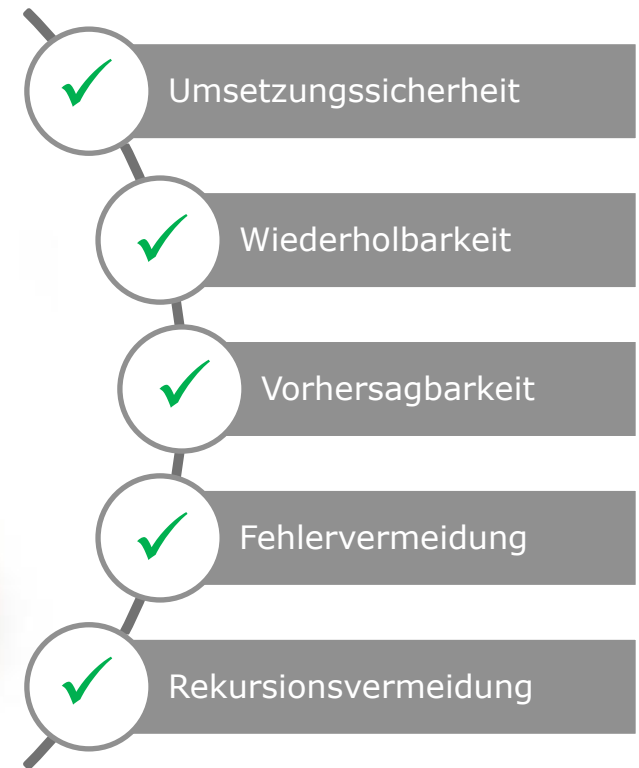 Umsetzungssicherheit
Wiederholbarkeit
Vorhersagbarkeit
Fehlervermeidung
Rekursionsvermeidung